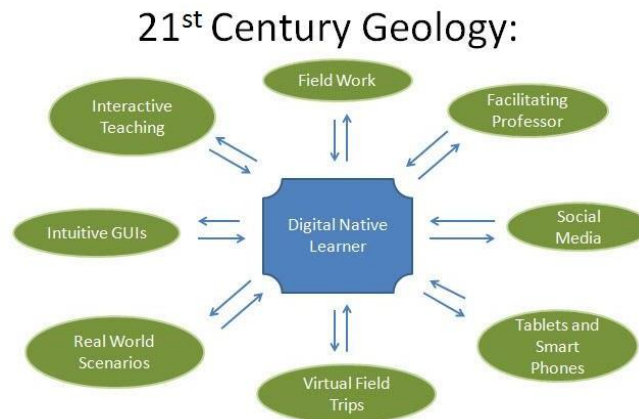 21st Century Geology:
Field Work
Interactive
Teaching
Facilitating
Professor
Digital Native
Learner
Intuitive GUIs
Social
Media
Real World
Scenarios
Tablets and
Smart
Phones
Virtual Field
Trips